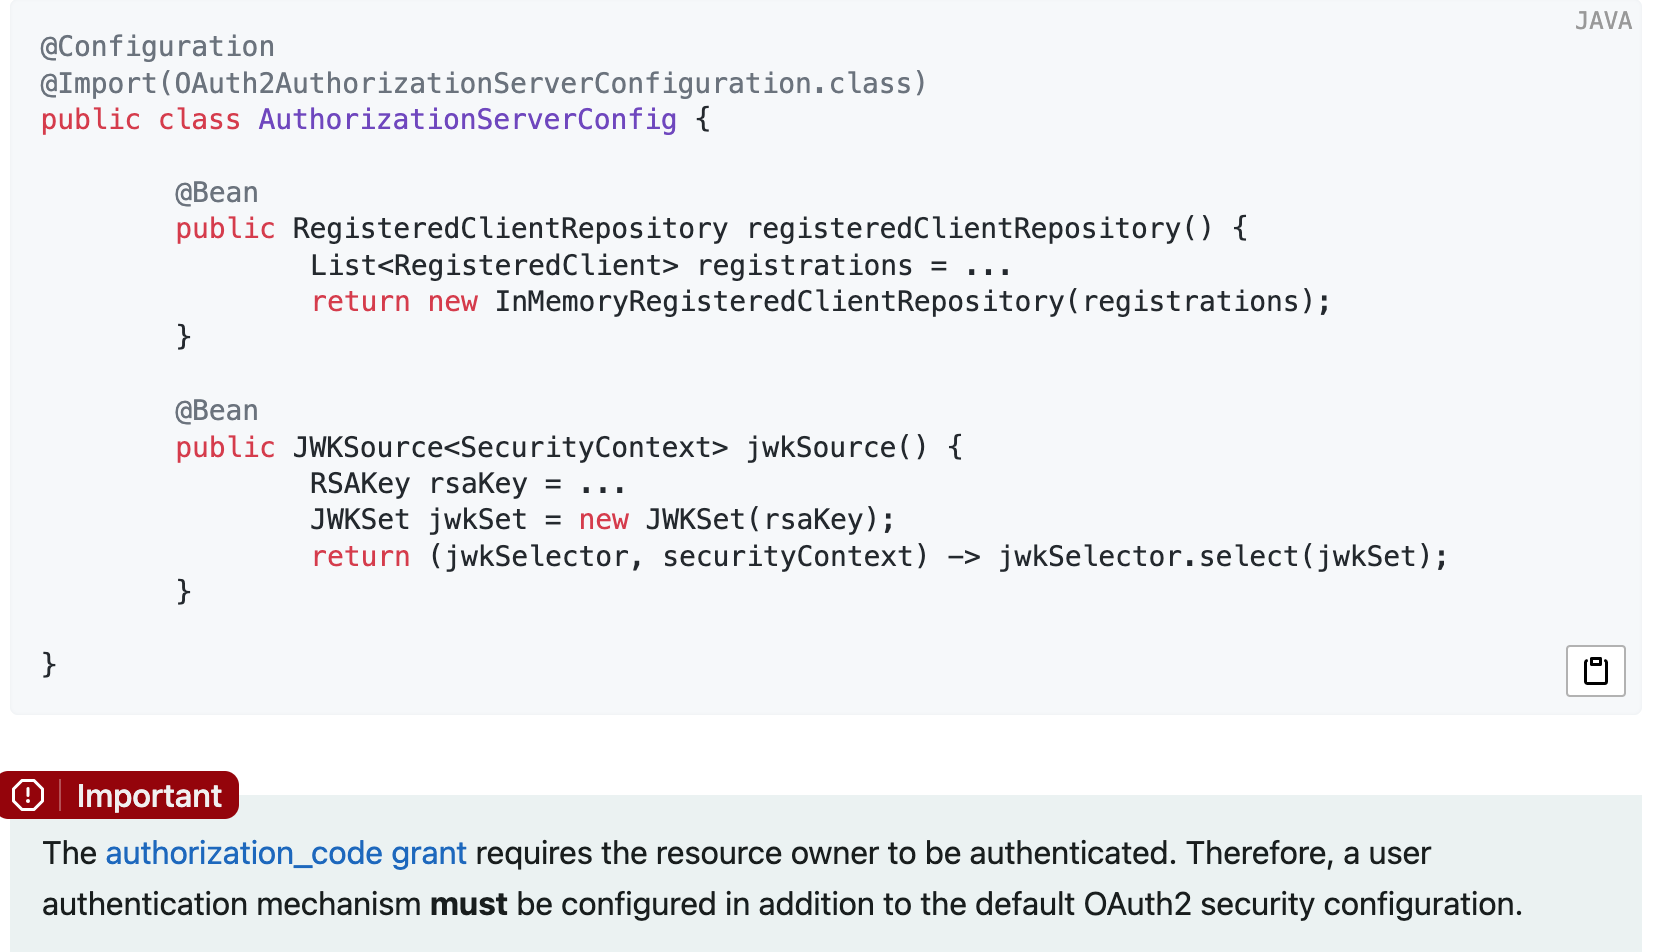 JAVA
@Configuration
@Import(OAuth2AuthorizationServerConfiguration.class)
public class AuthorizationServerConfig {
@Bean
public RegisteredClientRepository registeredClientRepository() {
List<RegisteredClient> registrations = ...
return new InMemoryRegisteredClientRepository(registrations);
}
@Bean
public JWKSource<SecurityContext> jwkSource() {
RSAKey rsaKey = ...
JWKSet jwkSet = new JWKSet(rsaKey);
return (jwkSelector, securityContext) -> jwkSelector.select(jwkSet);
}
}
Important
The authorization_code grant requires the resource owner to be authenticated. Therefore, a user
authentication mechanism must be configured in addition to the default OAuth2 security configuration.